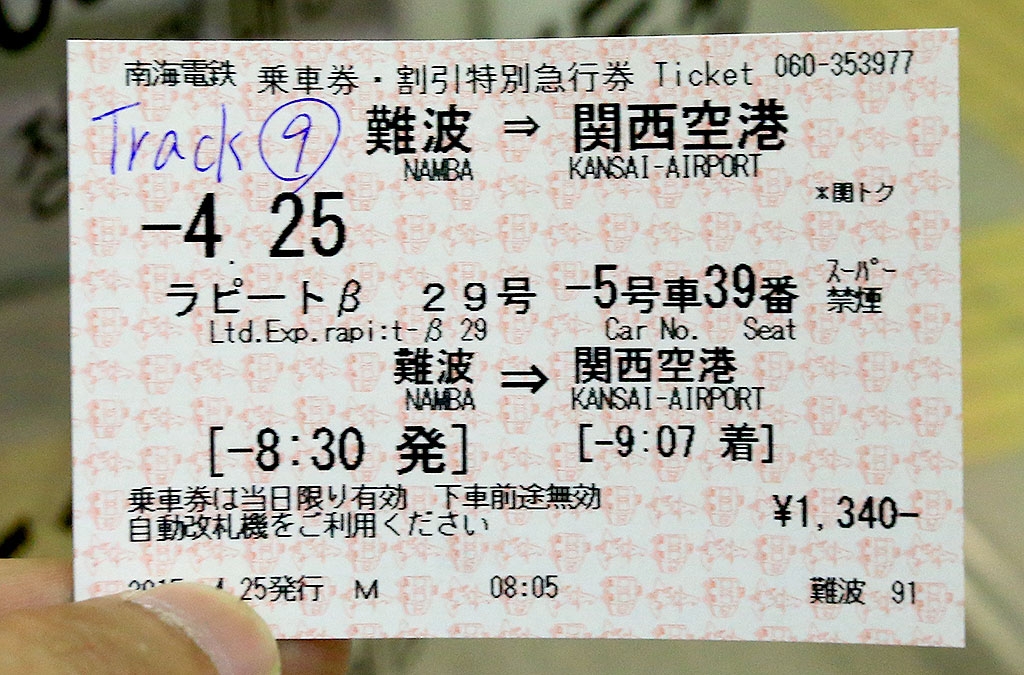 南海電鉄 乗車券・割引特別急行券 Ticket 060-353977
Track ⑨ 難波 ⇒ 関西空港
NAMBA KANSAI-AIRPORT
*関トク
-4. 25
ラピートβ 29号 -5号車39番 スーパー禁煙
Ltd.Exp.rapi:t-β 29 Car No. Seat
難波 ⇒ 関西空港
NAMBA KANSAI-AIRPORT
[-8:30 発] [-9:07 着]
乗車券は当日限り有効 下車前途無効
自動改札機をご利用ください ¥1,340-
4.25発行 M 08:05 難波 91